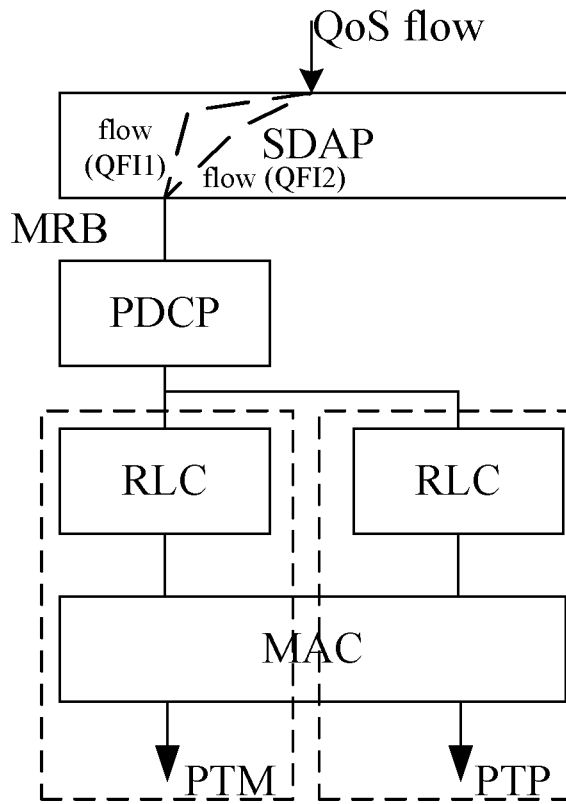 QoS flow
flow
(QFI1)
SDAP
flow (QFI2)
MRB
PDCP
RLC
RLC
MAC
PTM
PTP